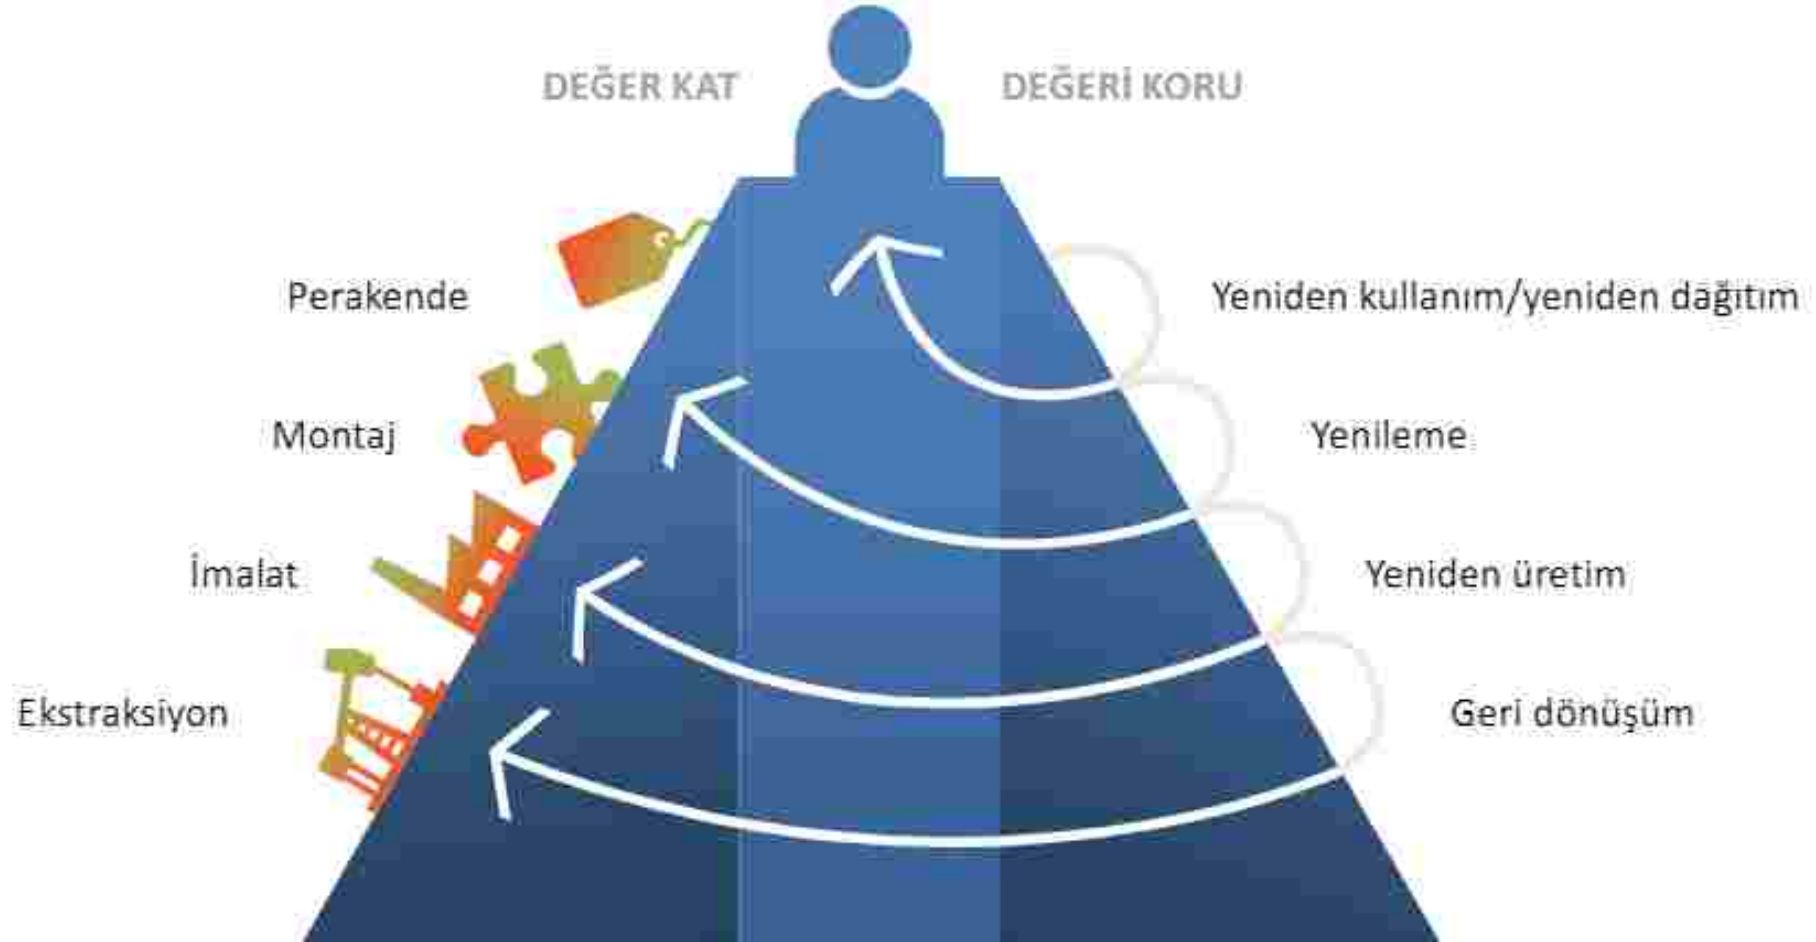 DEĞER KAT
DEĞERİ KORU
Perakende
Yeniden kullanım/yeniden dağıtım
Montaj
Yenileme
İmalat
Yeniden üretim
Ekstraksiyon
Geri dönüşüm